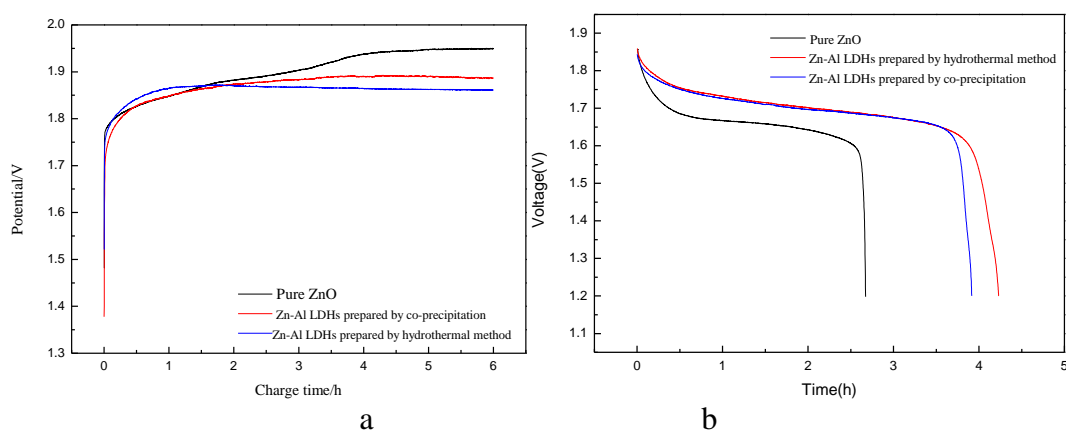 2.0
1.9
1.8
1.7
1.6
1.5
1.4
1.3
Potential/V
Pure ZnO
Zn-Al LDHs prepared by co-precipitation
Zn-Al LDHs prepared by hydrothermal method
0 1 2 3 4 5 6
Charge time/h
a
1.9
1.8
1.7
1.6
1.5
1.4
1.3
1.2
1.1
Voltage(V)
Pure ZnO
Zn-Al LDHs prepared by hydrothermal method
Zn-Al LDHs prepared by co-precipitation
0 1 2 3 4 5
Time(h)
b